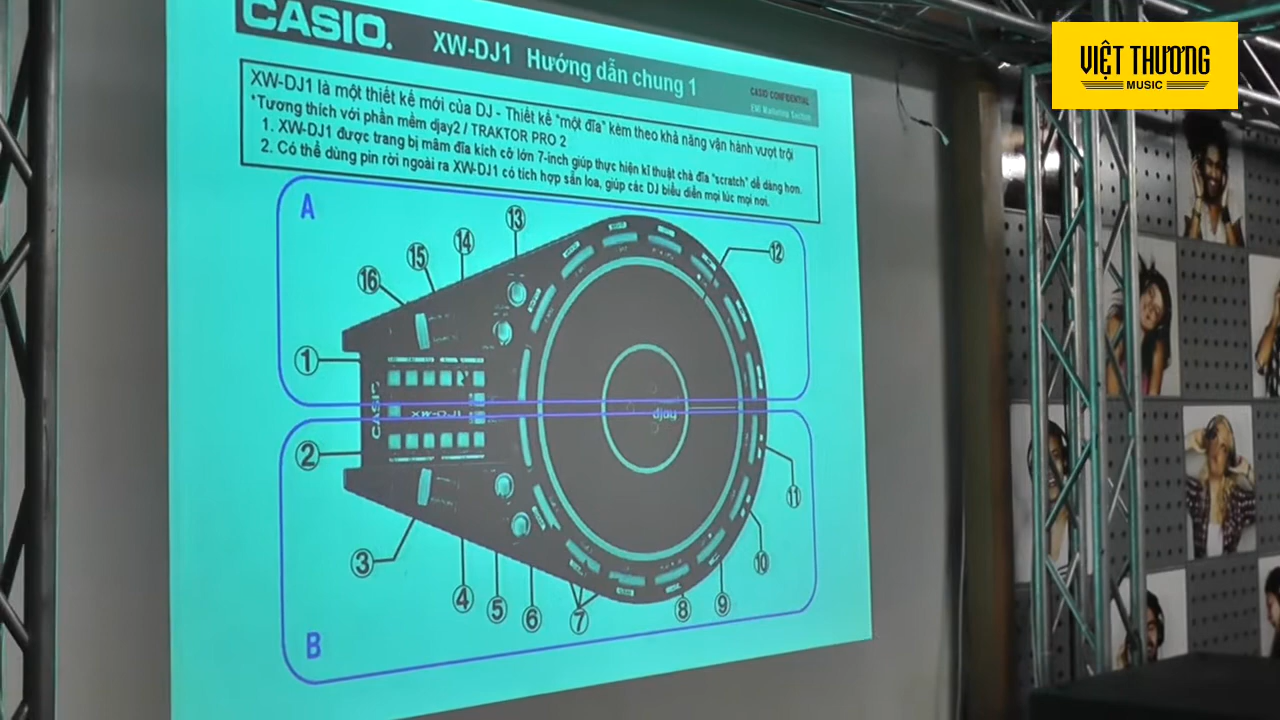 CASIO.
XW-DJ1 Hướng dẫn chung 1
CASIO CONFIDENTIAL
EMI Marketing Section
VIỆT THƯƠNG
MUSIC
XW-DJ1 là một thiết kế mới của DJ - Thiết kế "một đĩa" kèm theo khả năng vận hành vượt trội
*Tương thích với phần mềm djay2 / TRAKTOR PRO 2
1. XW-DJ1 được trang bị mâm đĩa kích cỡ lớn 7-inch giúp thực hiện kĩ thuật chà đĩa "scratch" dễ dàng hơn.
2. Có thể dùng pin rời ngoài ra XW-DJ1 có tích hợp sẵn loa, giúp các DJ biểu diễn mọi lúc mọi nơi.
A
13
14
15
16
12
1
CASIO
XW-DJ1
djay
2
11
3
10
4
5
6
7
8
9
B